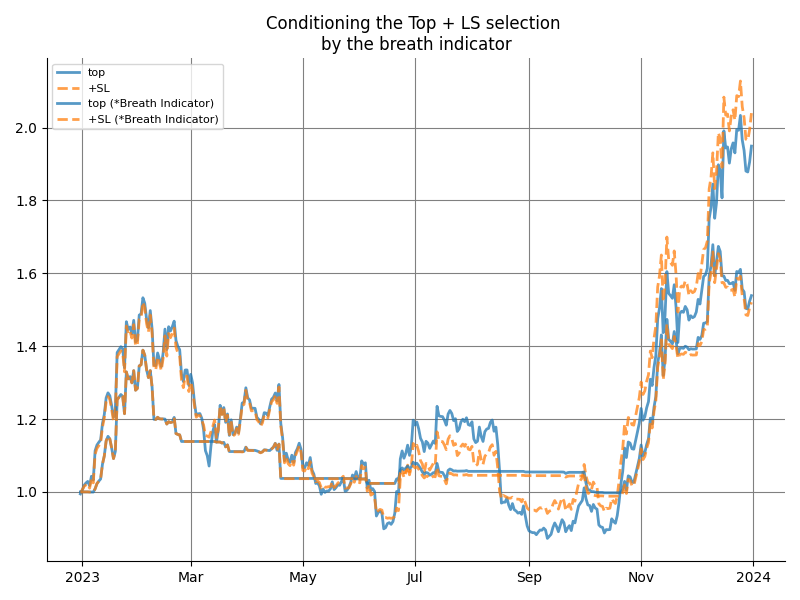 Conditioning the Top + LS selection
by the breath indicator
top
+SL
top (*Breath Indicator)
+SL (*Breath Indicator)
2.0
1.8
1.6
1.4
1.2
1.0
2023 Mar May Jul Sep Nov 2024